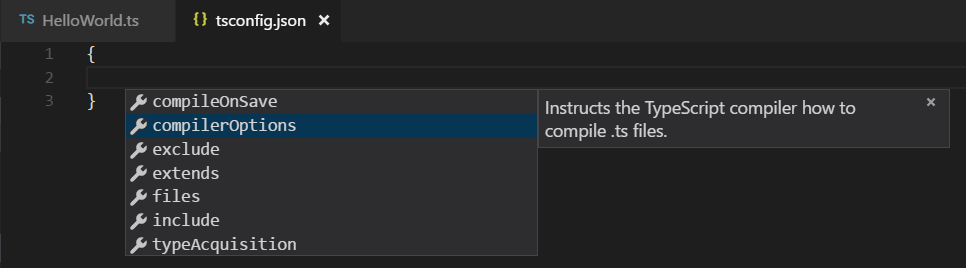 TS HelloWorld.ts {} tsconfig.json ×
1 {
2
3 }
compileOnSave
compilerOptions
exclude
extends
files
include
typeAcquisition
Instructs the TypeScript compiler how to ×
compile .ts files.